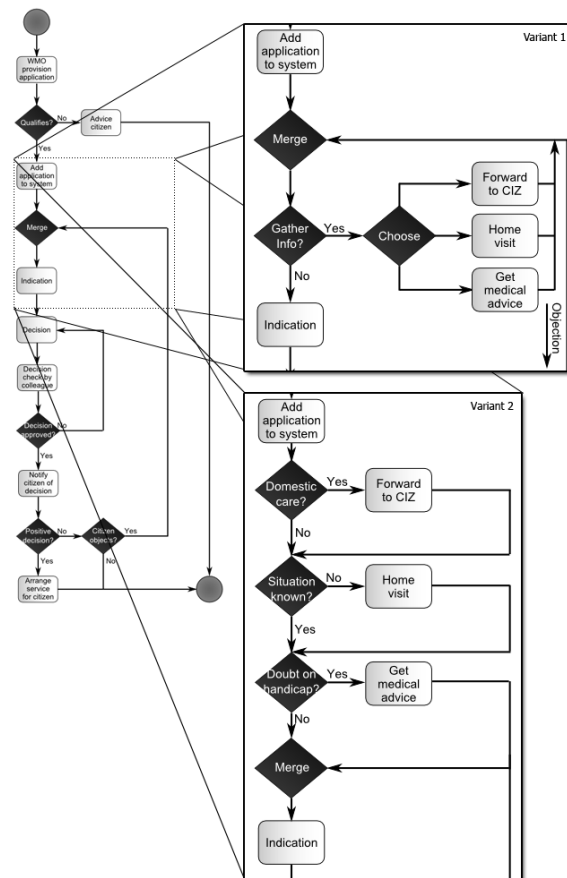 WMO
provision
application
Qualifies?
No
Advice
citizen
Yes
Add
application
to system
Merge
Indication
Decision
Decision
check by
colleague
Decision
approved?
No
Yes
Notify
citizen of
decision
Positive
decision?
No
Citizen
objects?
Yes
Yes
No
Arrange
service
for citizen
Variant 1
Add
application
to system
Merge
Gather
Info?
Yes
Choose
Forward
to CIZ
Home
visit
Get
medical
advice
No
Indication
Objection
Variant 2
Add
application
to system
Domestic
care?
Yes
Forward
to CIZ
No
Situation
known?
No
Home
visit
Yes
Doubt on
handicap?
Yes
Get
medical
advice
No
Merge
Indication